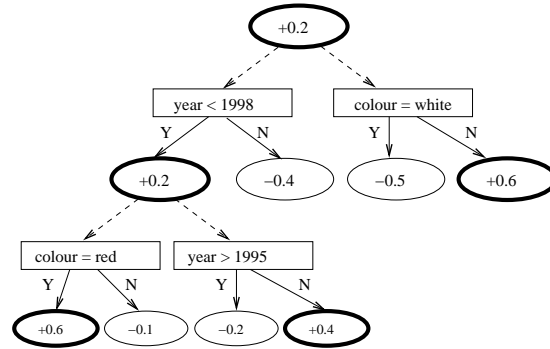 +0.2
year < 1998
colour = white
Y
N
Y
N
+0.2
−0.4
−0.5
+0.6
colour = red
year > 1995
Y
N
Y
N
+0.6
−0.1
−0.2
+0.4